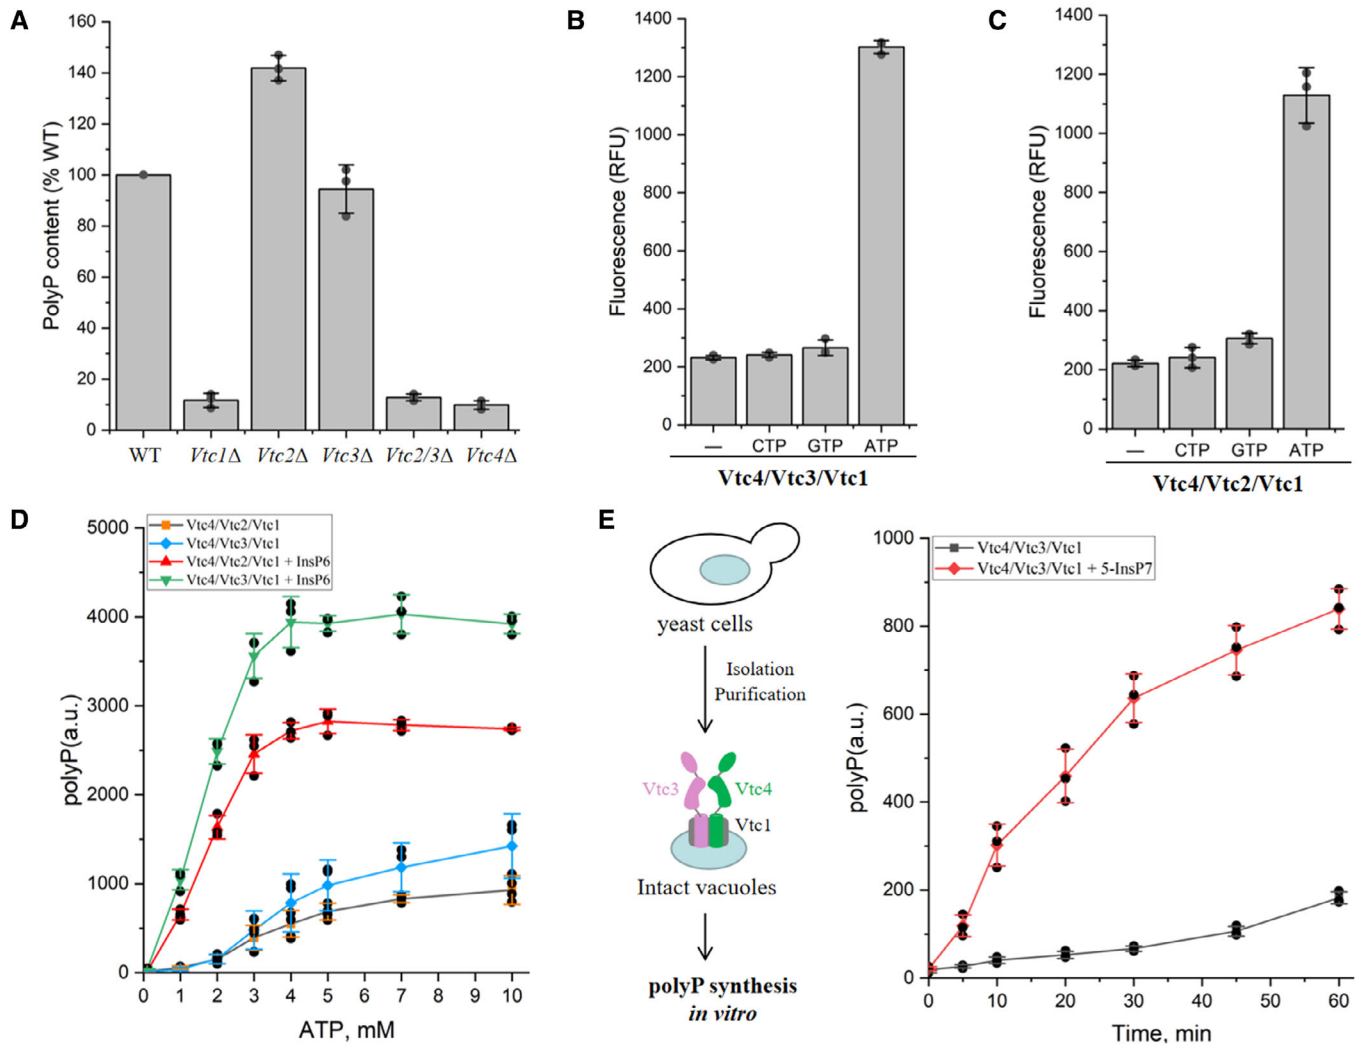 A
160
140
120
100
80
60
40
20
0
PolyP content (% WT)
WT Vtc1Δ Vtc2Δ Vtc3Δ Vtc2/3Δ Vtc4Δ
B
1400
1200
1000
800
600
400
200
0
Fluorescence (RFU)
— CTP GTP ATP
Vtc4/Vtc3/Vtc1
C
1400
1200
1000
800
600
400
200
0
Fluorescence (RFU)
— CTP GTP ATP
Vtc4/Vtc2/Vtc1
D
Vtc4/Vtc2/Vtc1
Vtc4/Vtc3/Vtc1
Vtc4/Vtc2/Vtc1 + InsP6
Vtc4/Vtc3/Vtc1 + InsP6
5000
4000
3000
2000
1000
0
polyP(a.u.)
0 1 2 3 4 5 6 7 8 9 10
ATP, mM
E
yeast cells
Isolation
Purification
Vtc3
Vtc4
Vtc1
Intact vacuoles
polyP synthesis
in vitro
Vtc4/Vtc3/Vtc1
Vtc4/Vtc3/Vtc1 + 5-InsP7
1000
800
600
400
200
0
polyP(a.u.)
0 10 20 30 40 50 60
Time, min